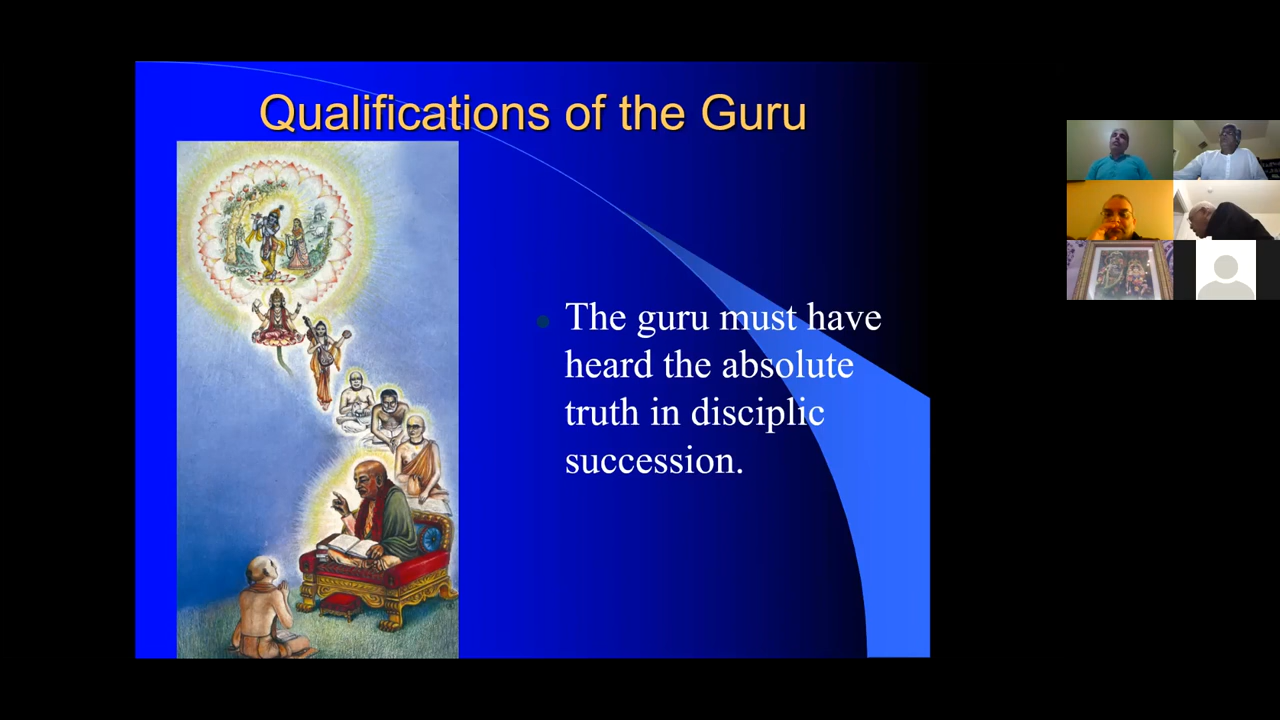 Qualifications of the Guru
The guru must have
heard the absolute
truth in disciplic
succession.